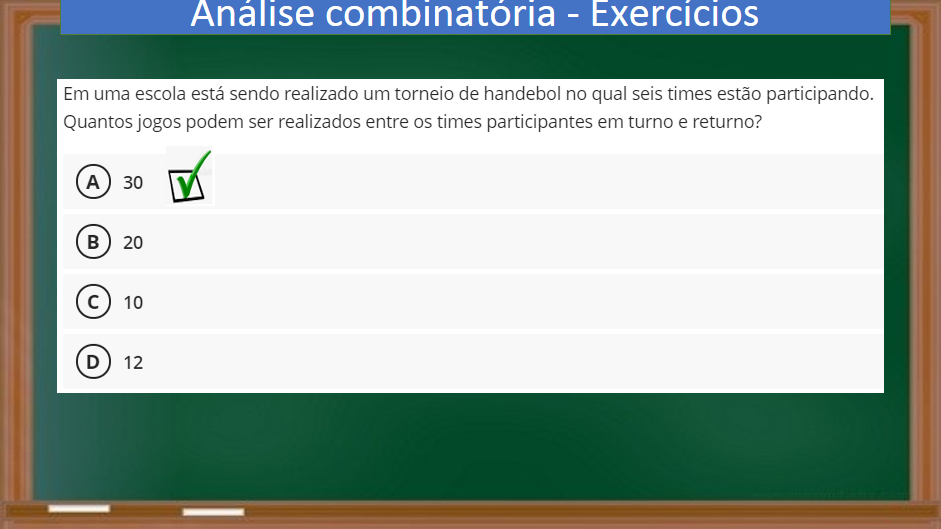 Análise combinatória - Exercícios
Em uma escola está sendo realizado um torneio de handebol no qual seis times estão participando.
Quantos jogos podem ser realizados entre os times participantes em turno e returno?
A 30
B 20
C 10
D 12